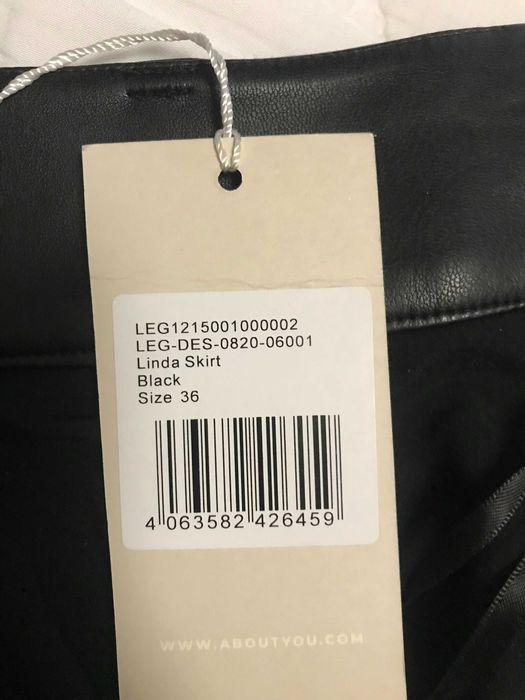 LEG1215001000002
LEG-DES-0820-06001
Linda Skirt
Black
Size 36
4 063582 426459
WWW.ABOUTYOU.COM